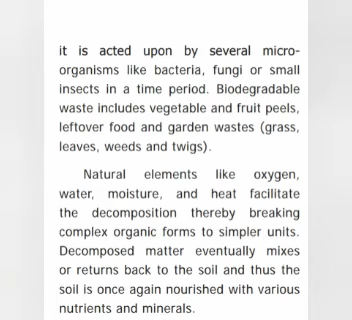 it is acted upon by several micro-
organisms like bacteria, fungi or small
insects in a time period. Biodegradable
waste includes vegetable and fruit peels,
leftover food and garden wastes (grass,
leaves, weeds and twigs).
Natural elements like oxygen,
water, moisture, and heat facilitate
the decomposition thereby breaking
complex organic forms to simpler units.
Decomposed matter eventually mixes
or returns back to the soil and thus the
soil is once again nourished with various
nutrients and minerals.